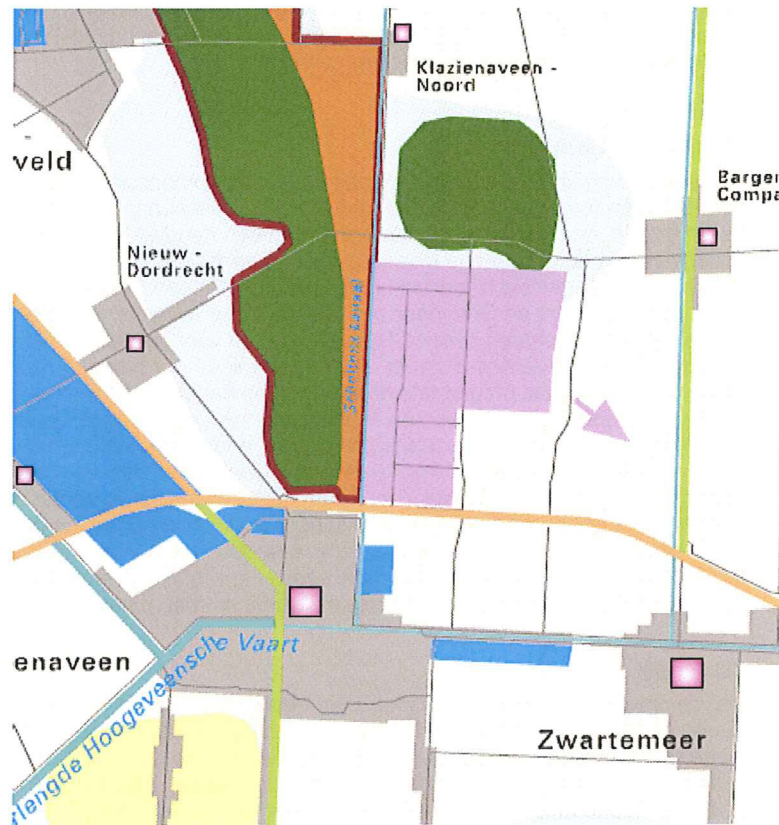 Klazienaveen -
Noord
veld
Barger
Compa
Nieuw -
Dordrecht
enaveen
rlengde Hoogeveensche Vaart
Zwartemeer